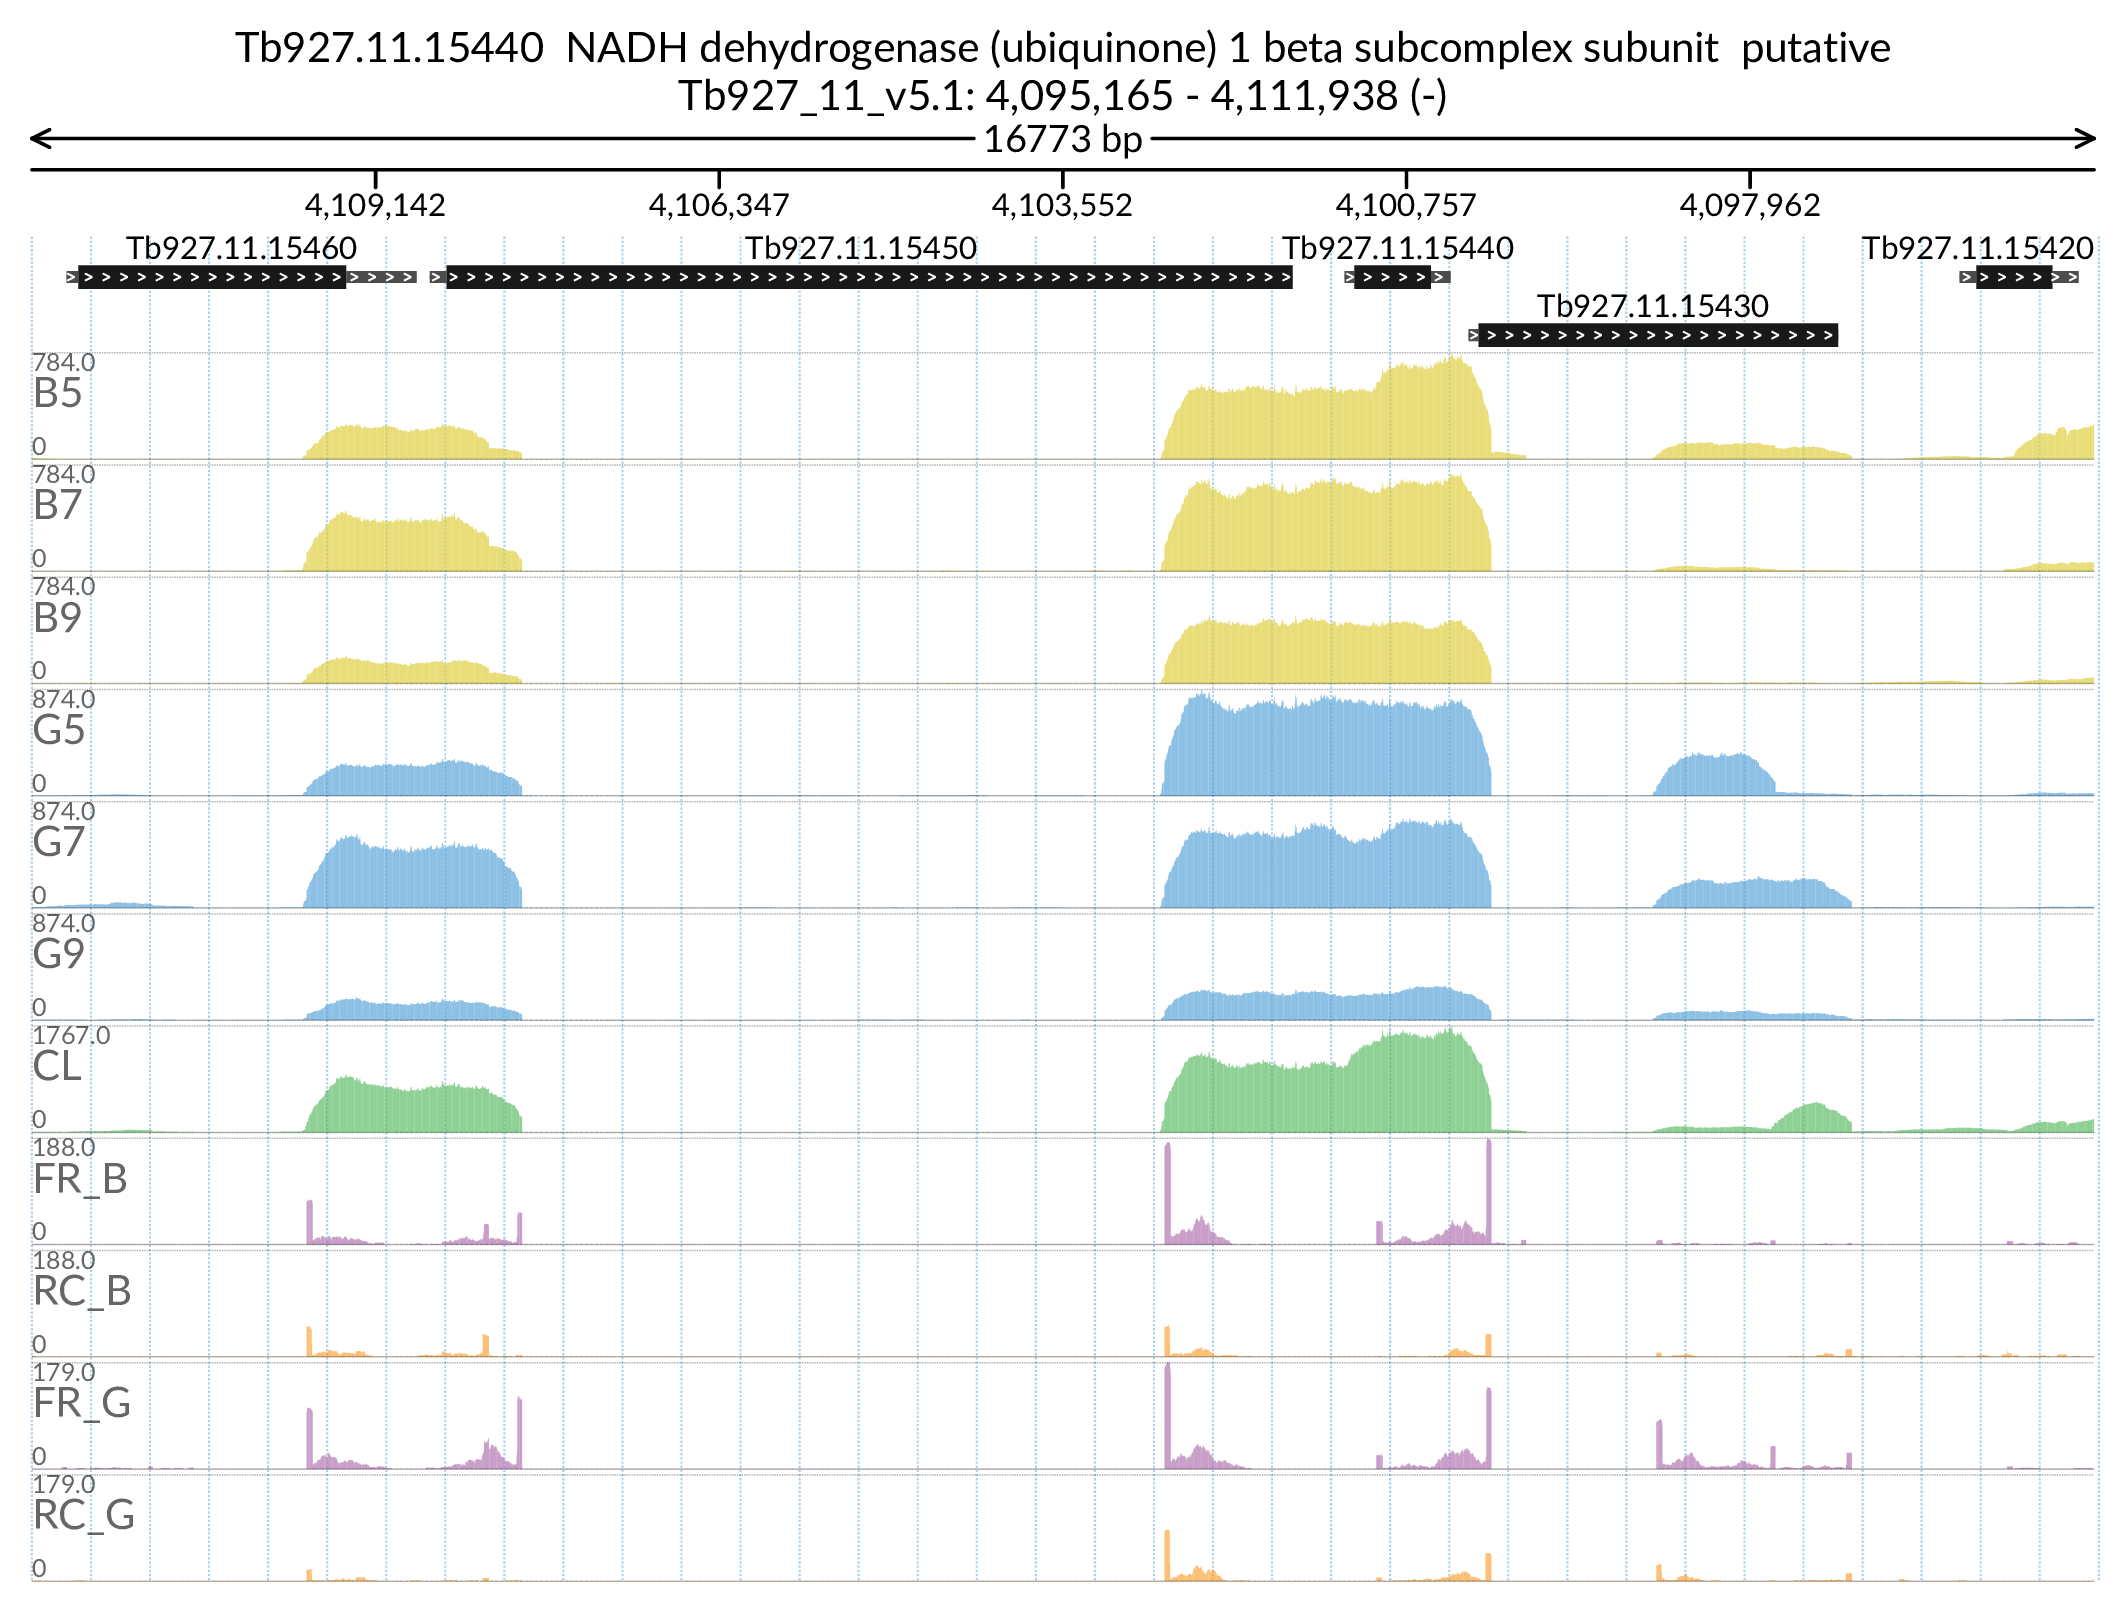 Tb927.11.15440  NADH dehydrogenase (ubiquinone) 1 beta subcomplex subunit  putative
Tb927_11_v5.1: 4,095,165 - 4,111,938 (-)
16773 bp
4,109,142 4,106,347 4,103,552 4,100,757 4,097,962
Tb927.11.15460 Tb927.11.15450 Tb927.11.15440 Tb927.11.15420
Tb927.11.15430
784.0
B5
0
784.0
B7
0
784.0
B9
0
874.0
G5
0
874.0
G7
0
874.0
G9
0
1767.0
CL
0
188.0
FR_B
0
188.0
RC_B
0
179.0
FR_G
0
179.0
RC_G
0